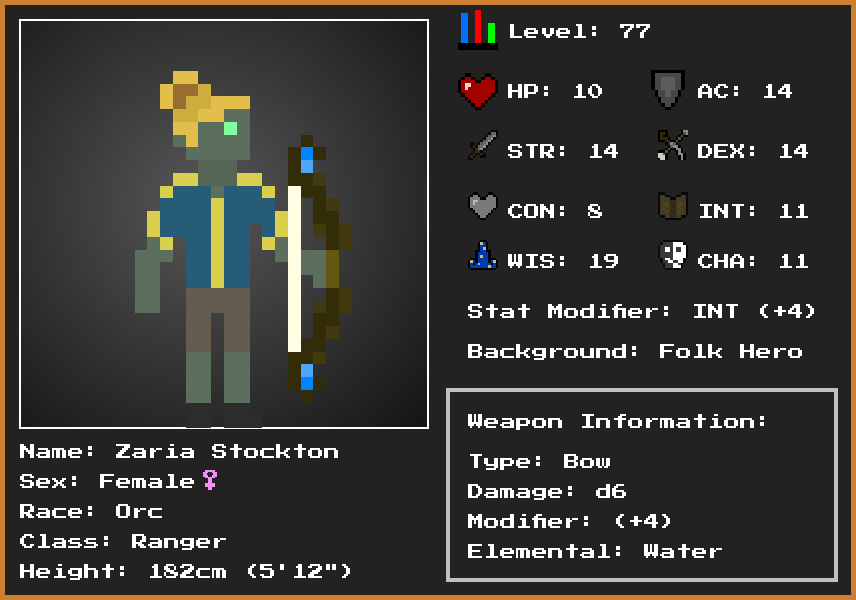 Level: 77
HP: 10 AC: 14
STR: 14 DEX: 14
CON: 8 INT: 11
WIS: 19 CHA: 11
Stat Modifier: INT (+4)
Background: Folk Hero
Weapon Information:
Type: Bow
Damage: d6
Modifier: (+4)
Elemental: Water
Name: Zaria Stockton
Sex: Female♀
Race: Orc
Class: Ranger
Height: 182cm (5'12")